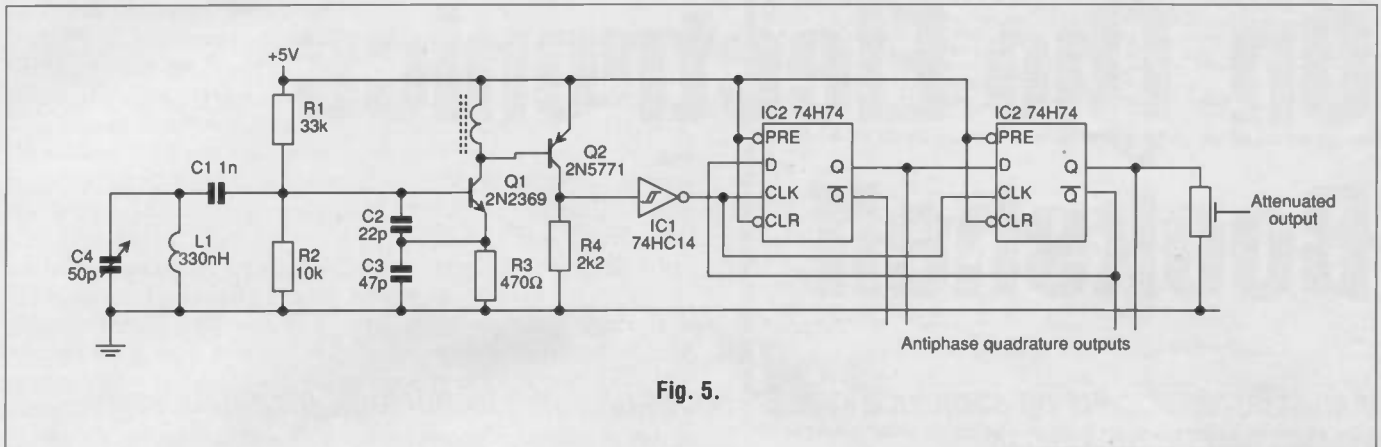 +5V
R1
33k
C1 1n
C4
50p
L1
330nH
R2
10k
C2
22p
C3
47p
Q1
2N2369
R3
470Ω
Q2
2N5771
R4
2k2
IC1
74HC14
IC2 74H74
PRE
D
CLK
CLR
Q
Q̅
IC2 74H74
PRE
D
CLK
CLR
Q
Q̅
Attenuated
output
Antiphase quadrature outputs
Fig. 5.